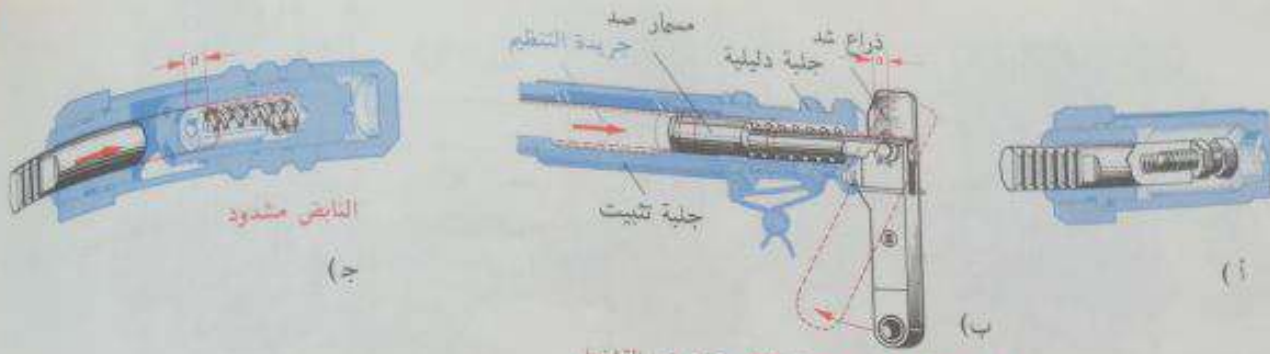 مسمار صد
ذراع شد
جريدة التنظيم
جلبة دليلية
a
a
جلبة تثبيت
النابض مشدود
أ )
ب)
ج)